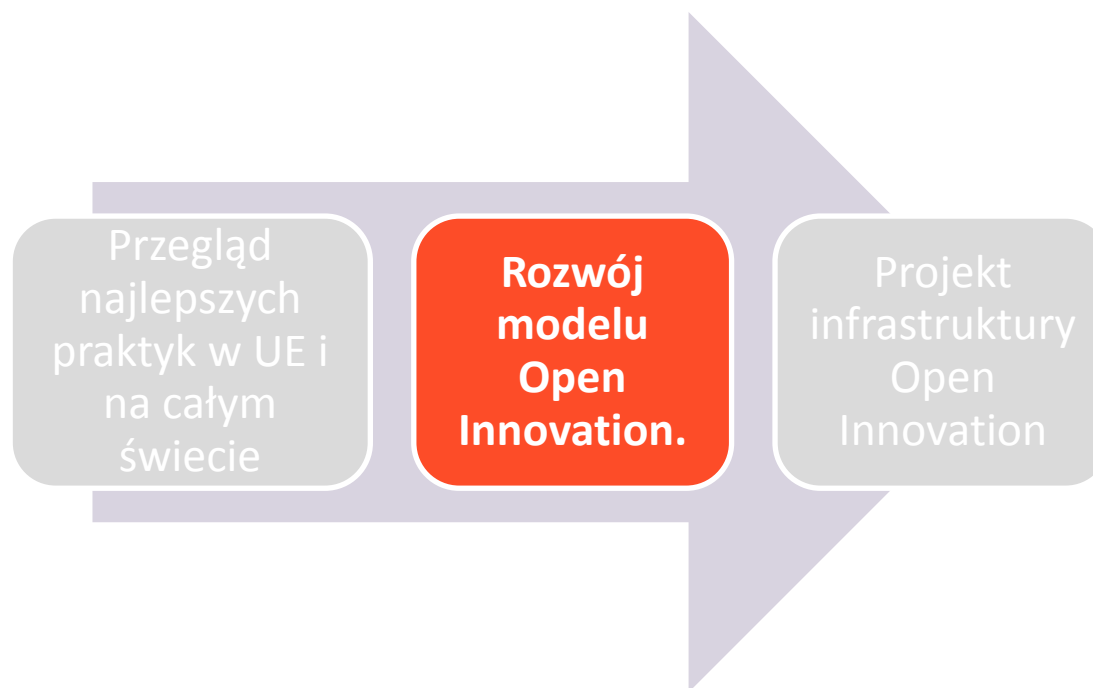 Przegląd
najlepszych
praktyk w UE i
na całym
świecie
Rozwój
modelu
Open
Innovation.
Projekt
infrastruktury
Open
Innovation